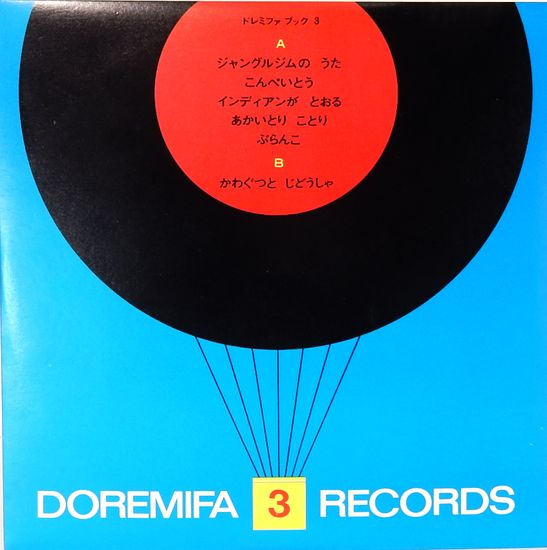 ドレミファ ブック 3
A
ジャングルジムの うた
こんぺいとう
インディアンが とおる
あかいとり ことり
ぶらんこ
B
かわぐつと じどうしゃ
DOREMIFA 3 RECORDS